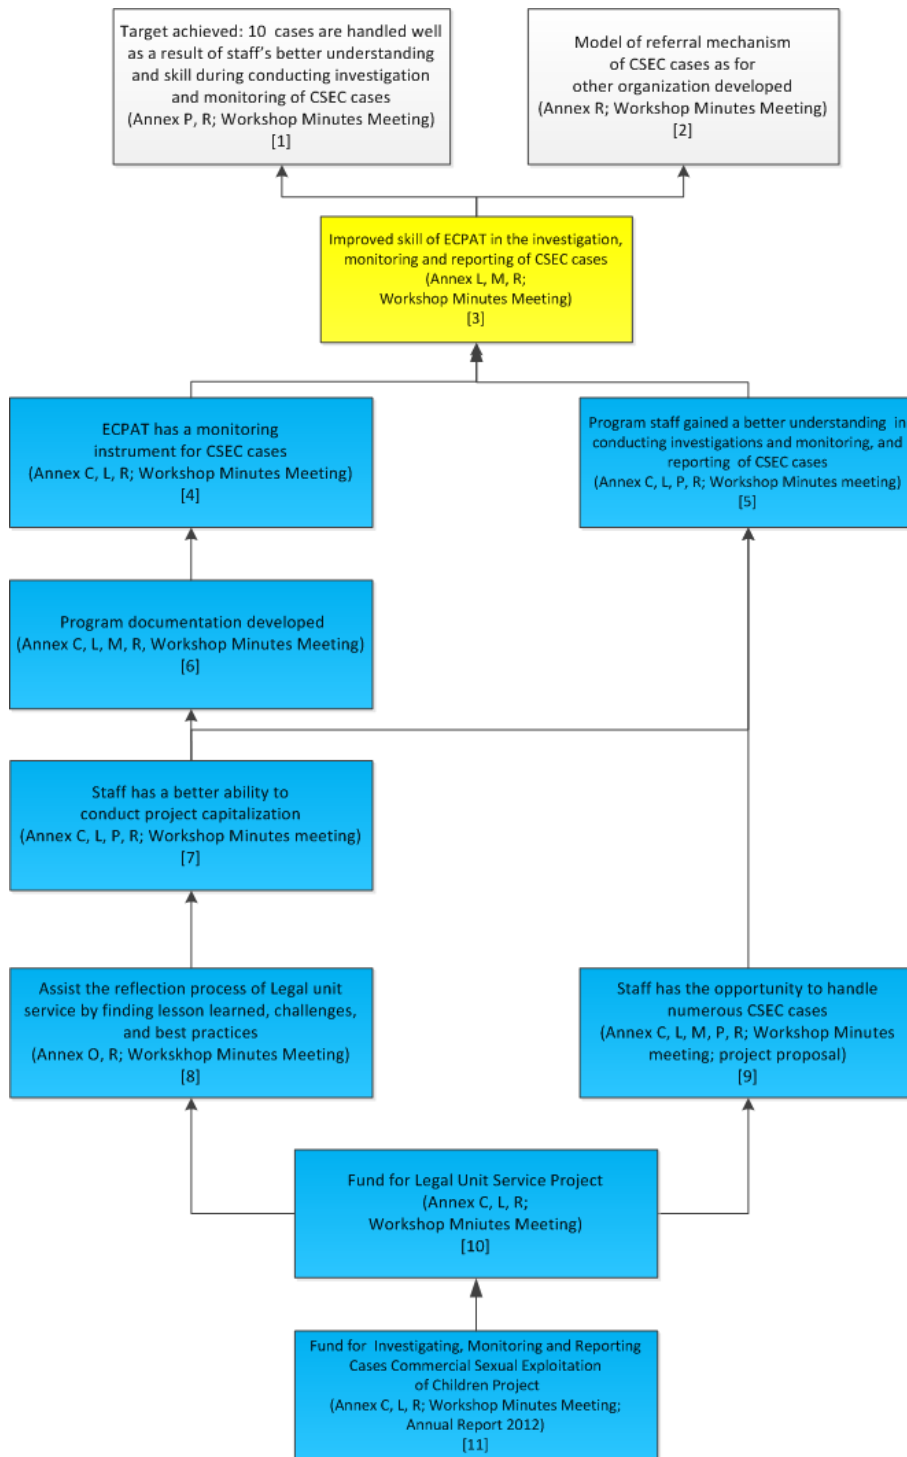 Target achieved: 10 cases are handled well
as a result of staff's better understanding
and skill during conducting investigation
and monitoring of CSEC cases
(Annex P, R; Workshop Minutes Meeting)
[1]
Model of referral mechanism
of CSEC cases as for
other organization developed
(Annex R; Workshop Minutes Meeting)
[2]
Improved skill of ECPAT in the investigation,
monitoring and reporting of CSEC cases
(Annex L, M, R;
Workshop Minutes Meeting)
[3]
ECPAT has a monitoring
instrument for CSEC cases
(Annex C, L, R; Workshop Minutes Meeting)
[4]
Program staff gained a better understanding in
conducting investigations and monitoring, and
reporting of CSEC cases
(Annex C, L, P, R; Workshop Minutes meeting)
[5]
Program documentation developed
(Annex C, L, M, R, Workshop Minutes Meeting)
[6]
Staff has a better ability to
conduct project capitalization
(Annex C, L, P, R; Workshop Minutes meeting)
[7]
Assist the reflection process of Legal unit
service by finding lesson learned, challenges,
and best practices
(Annex O, R; Workskhop Minutes Meeting)
[8]
Staff has the opportunity to handle
numerous CSEC cases
(Annex C, L, M, P, R; Workshop Minutes
meeting; project proposal)
[9]
Fund for Legal Unit Service Project
(Annex C, L, R;
Workshop Mniutes Meeting)
[10]
Fund for Investigating, Monitoring and Reporting
Cases Commercial Sexual Exploitation
of Children Project
(Annex C, L, R; Workshop Minutes Meeting;
Annual Report 2012)
[11]